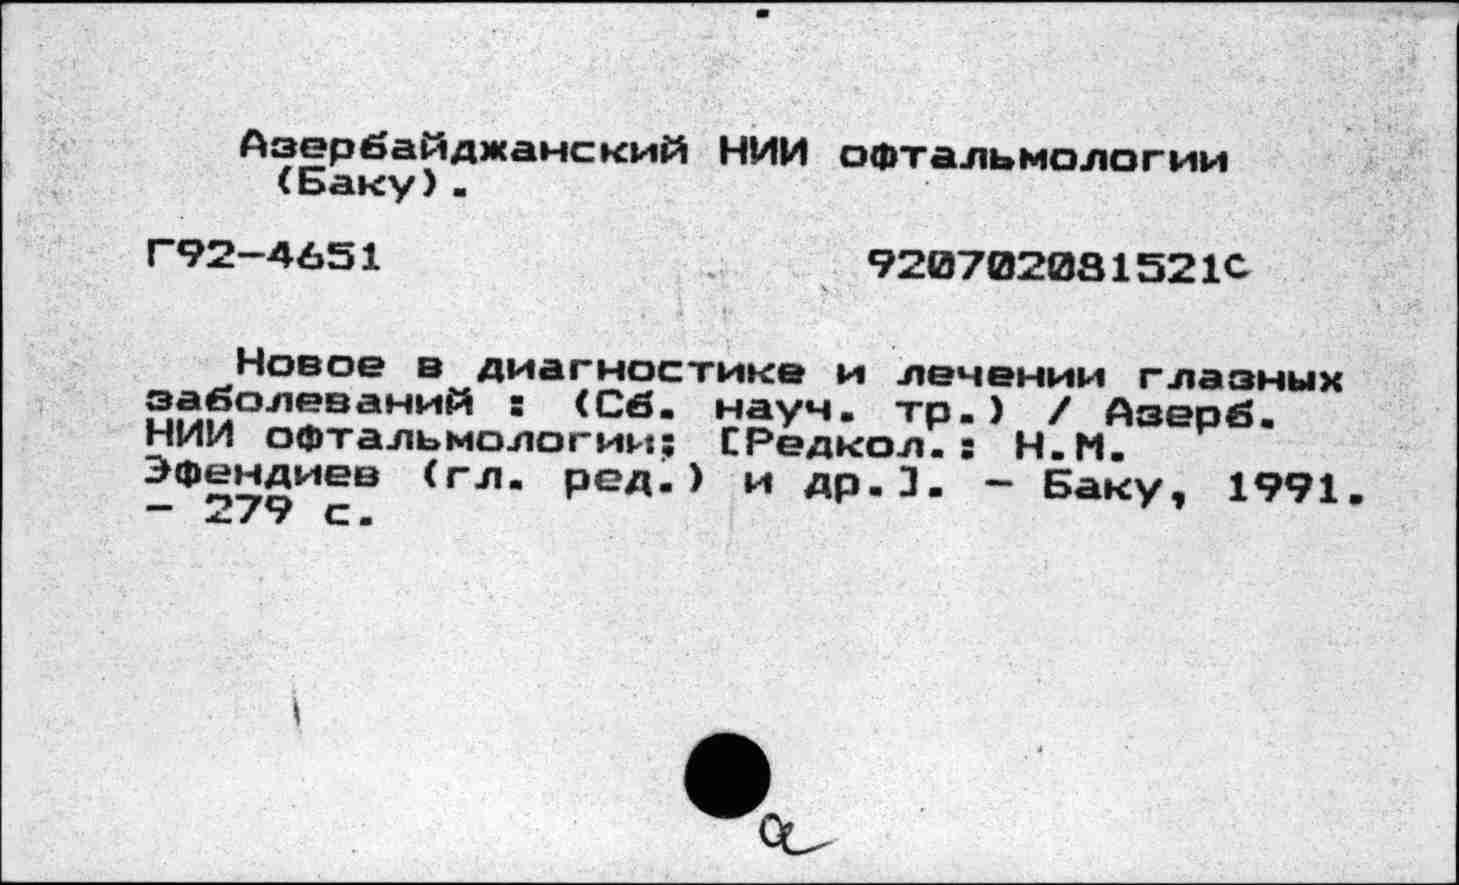 Азербайджанский НИИ офтальмологии
(Баку).
Г92-4651 920702081521С
Новое в диагностике и лечении глазных
заболеваний : (Сб. науч. тр.) / Азерб.
НИИ офтальмологии; [Редкол.: Н.М.
Эфендиев (гл. ред.) и др.]. - Баку, 1991.
- 279 с.